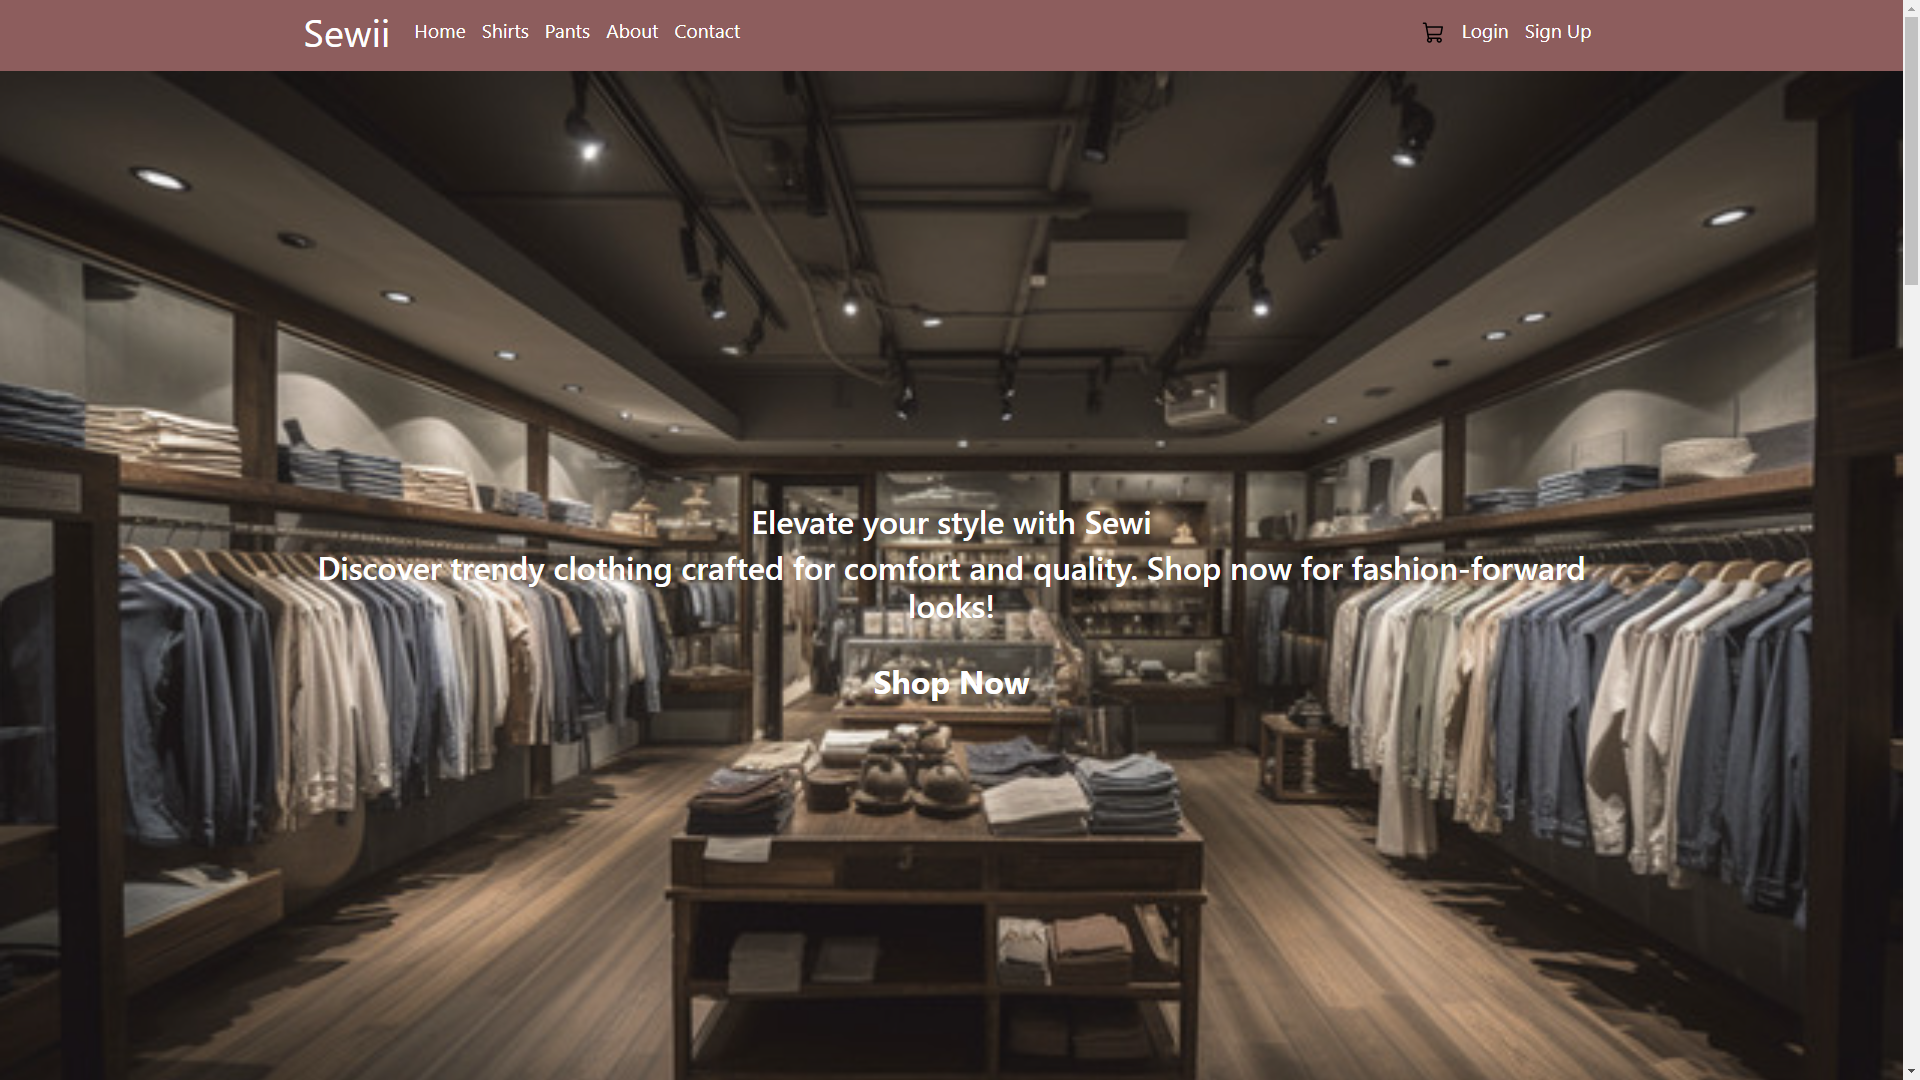 Sewii Home Shirts Pants About Contact Login Sign Up
Elevate your style with Sewi
Discover trendy clothing crafted for comfort and quality. Shop now for fashion-forward
looks!
Shop Now